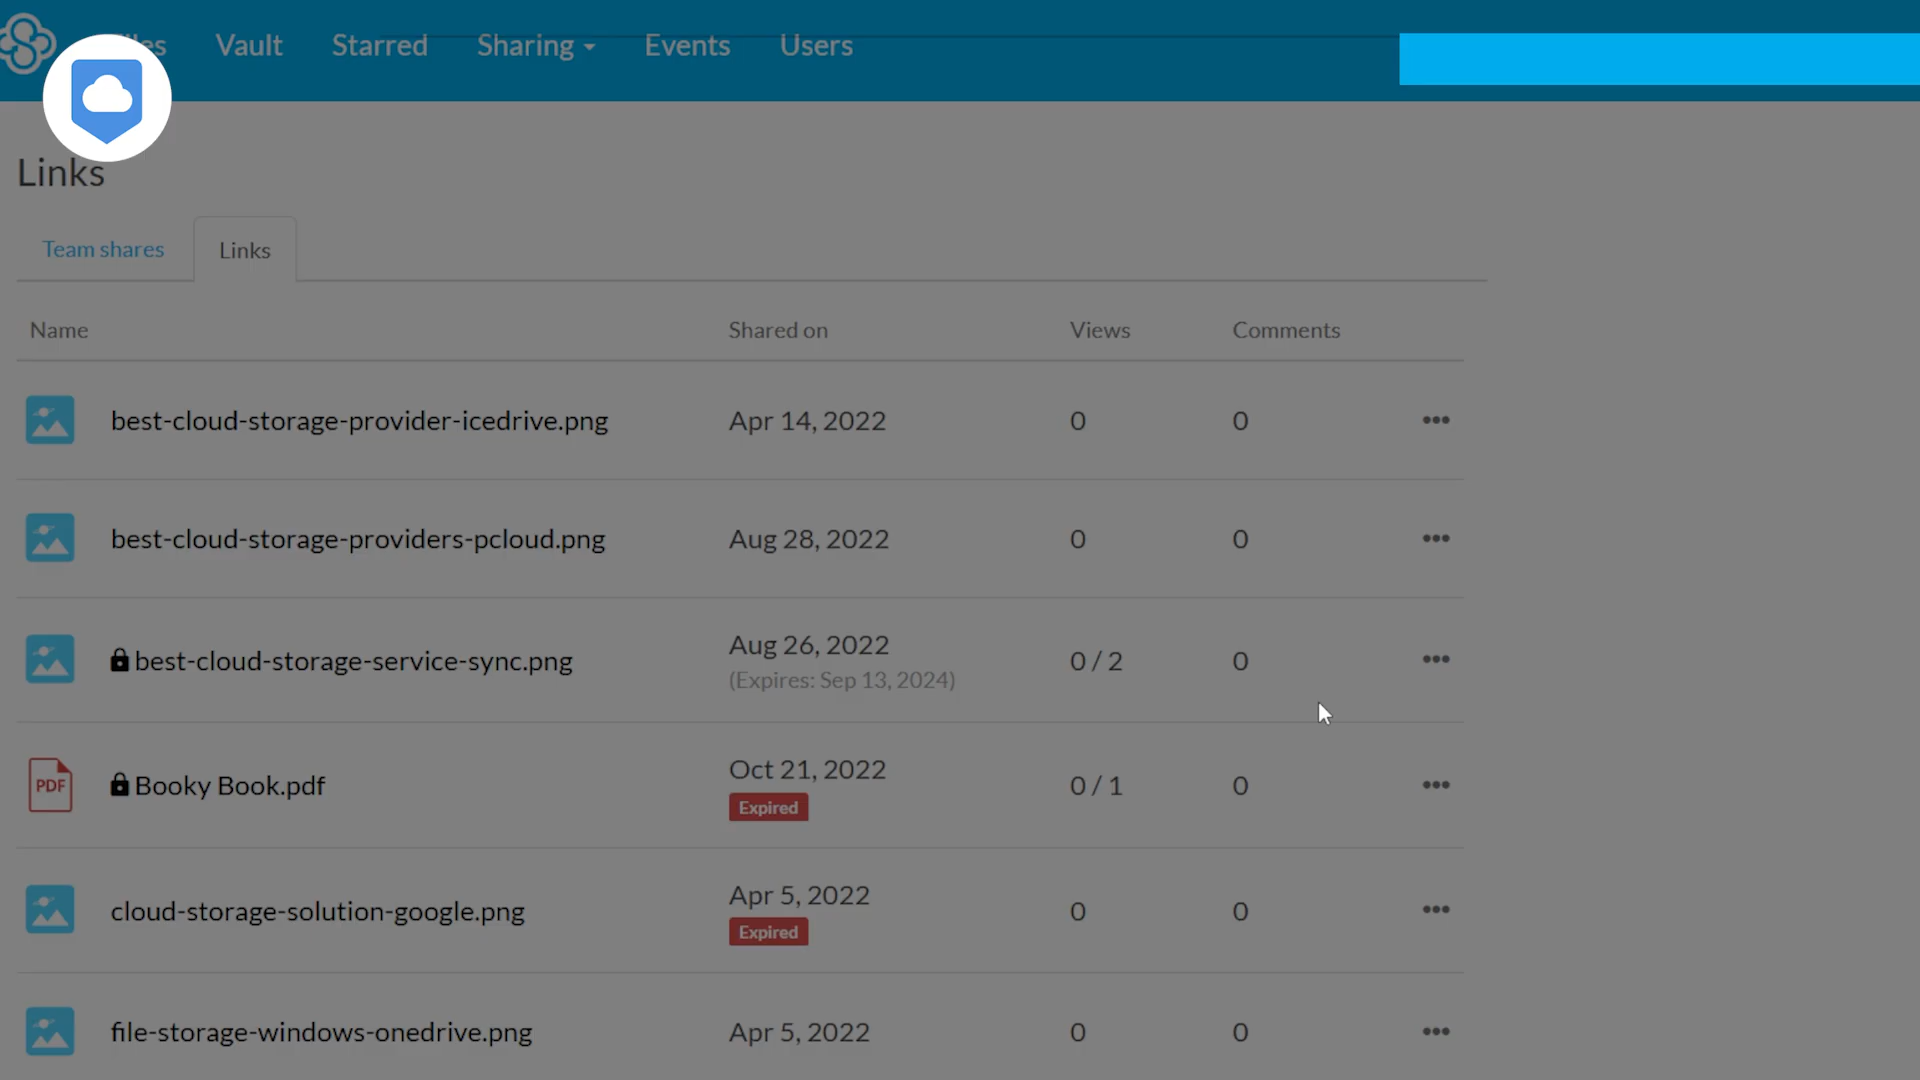 Vault Starred Sharing Events Users
Links
Team shares Links
Name Shared on Views Comments
best-cloud-storage-provider-icedrive.png Apr 14, 2022 0 0
best-cloud-storage-providers-pcloud.png Aug 28, 2022 0 0
best-cloud-storage-service-sync.png Aug 26, 2022 0 / 2 0
(Expires: Sep 13, 2024)
PDF Booky Book.pdf Oct 21, 2022 0 / 1 0
Expired
cloud-storage-solution-google.png Apr 5, 2022 0 0
Expired
file-storage-windows-onedrive.png Apr 5, 2022 0 0